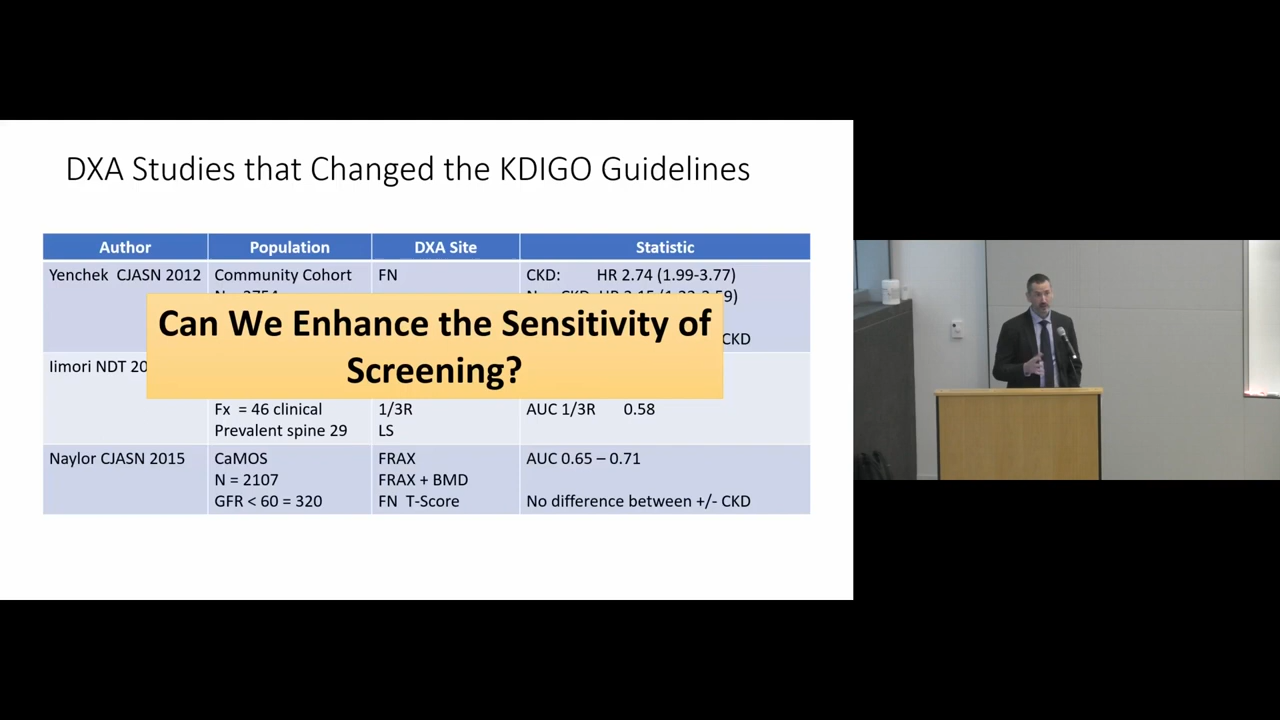 DXA Studies that Changed the KDIGO Guidelines
Author Population DXA Site Statistic
Yenchek CJASN 2012 Community Cohort FN CKD: HR 2.74 (1.99-3.77)
Can We Enhance the Sensitivity of
Screening?
CKD
Iimori NDT 20
Fx = 46 clinical 1/3R AUC 1/3R 0.58
Prevalent spine 29 LS
Naylor CJASN 2015 CaMOS FRAX AUC 0.65 – 0.71
N = 2107 FRAX + BMD
GFR < 60 = 320 FN T-Score No difference between +/- CKD